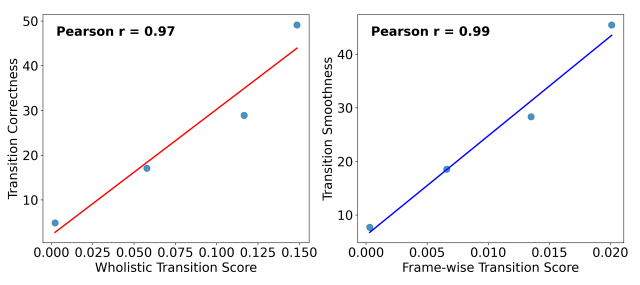 Pearson r = 0.97
Transition Correctness
50
40
30
20
10
0.000 0.025 0.050 0.075 0.100 0.125 0.150
Wholistic Transition Score
Pearson r = 0.99
Transition Smoothness
40
30
20
10
0.000 0.005 0.010 0.015 0.020
Frame-wise Transition Score